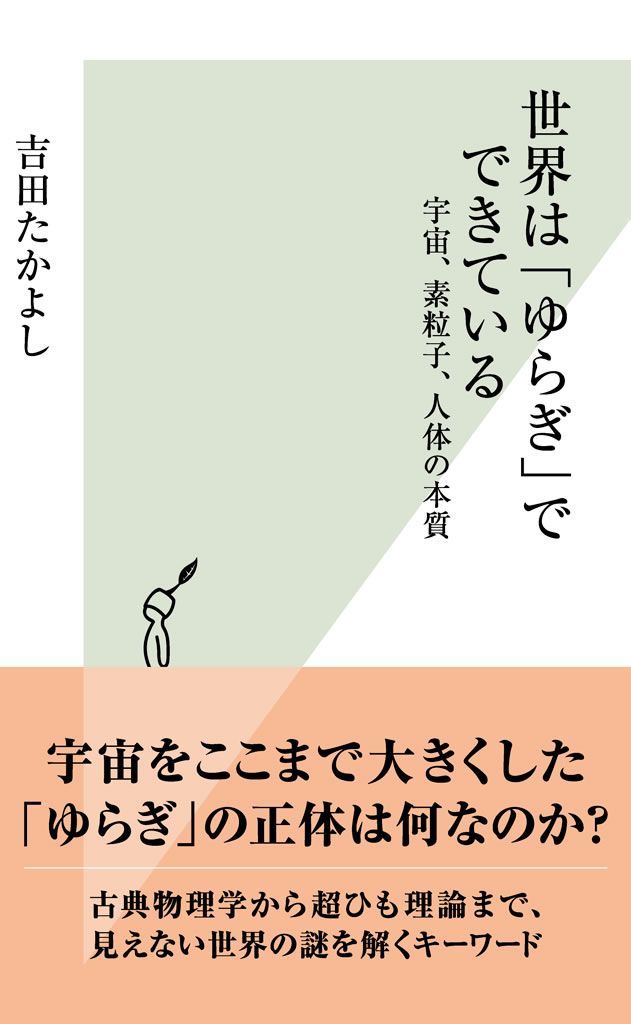 世界は「ゆらぎ」で
できている
宇宙、素粒子、人体の本質
吉田たかよし
宇宙をここまで大きくした
「ゆらぎ」の正体は何なのか?
古典物理学から超ひも理論まで、
見えない世界の謎を解くキーワード